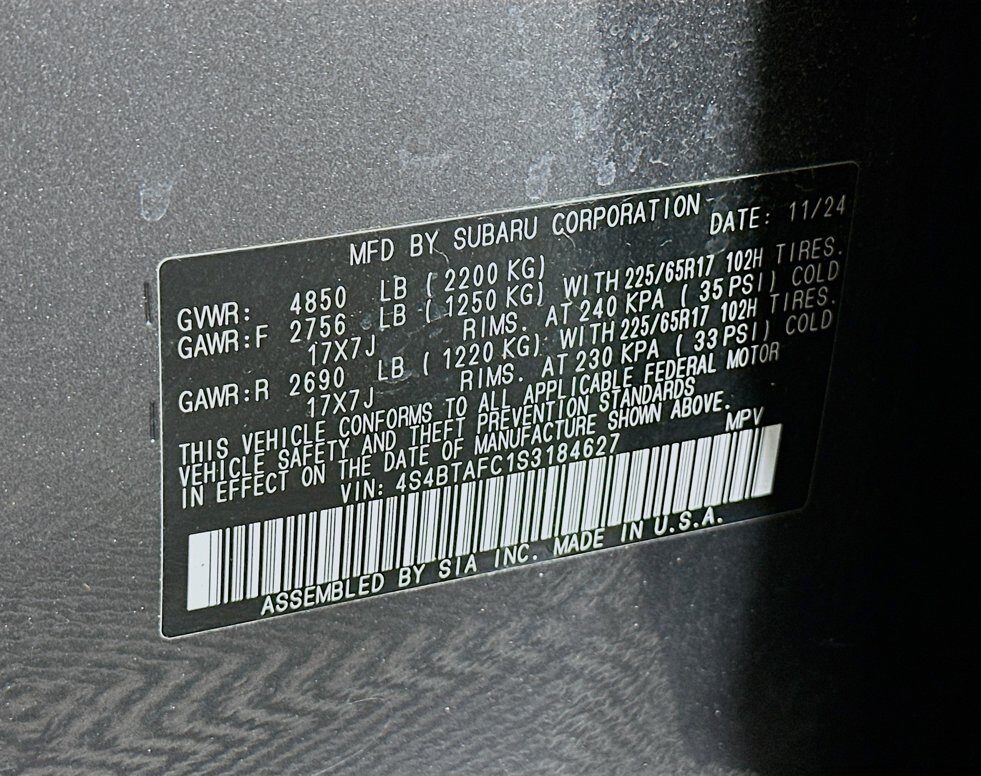 MFD BY SUBARU CORPORATION
DATE: 11/24
GVWR: 4850 LB ( 2200 KG)
GAWR:F 2756 LB ( 1250 KG) WITH 225/65R17 102H TIRES.
17X7J RIMS. AT 240 KPA ( 35 PSI) COLD
GAWR:R 2690 LB ( 1220 KG) WITH 225/65R17 102H TIRES.
17X7J RIMS. AT 230 KPA ( 33 PSI) COLD
THIS VEHICLE CONFORMS TO ALL APPLICABLE FEDERAL MOTOR
VEHICLE SAFETY AND THEFT PREVENTION STANDARDS
IN EFFECT ON THE DATE OF MANUFACTURE SHOWN ABOVE.
VIN: 4S4BTAFC1S3184627 MPV
ASSEMBLED BY SIA INC. MADE IN U.S.A.